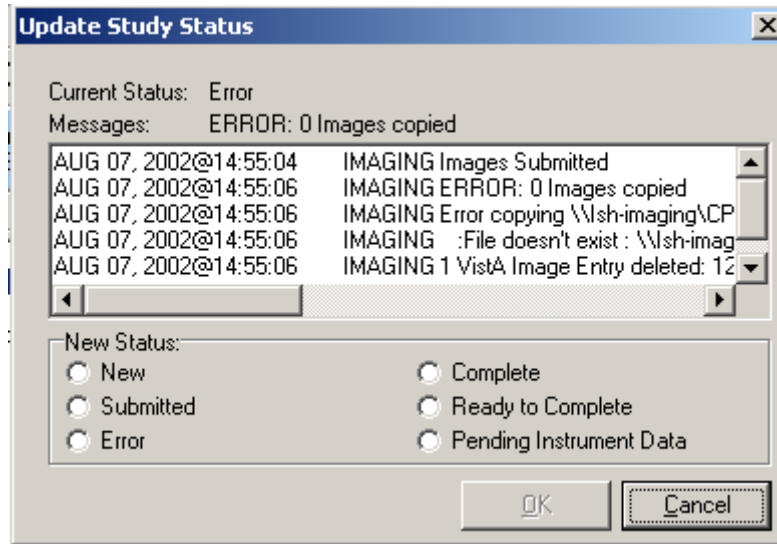 Update Study Status
Current Status: Error
Messages: ERROR: 0 Images copied
AUG 07, 2002@14:55:04 IMAGING Images Submitted
AUG 07, 2002@14:55:06 IMAGING ERROR: 0 Images copied
AUG 07, 2002@14:55:06 IMAGING Error copying \\Ish-imaging\CP
AUG 07, 2002@14:55:06 IMAGING :File doesn't exist : \\Ish-imag
AUG 07, 2002@14:55:06 IMAGING 1 VistA Image Entry deleted: 12
New Status:
New Complete
Submitted Ready to Complete
Error Pending Instrument Data
OK Cancel